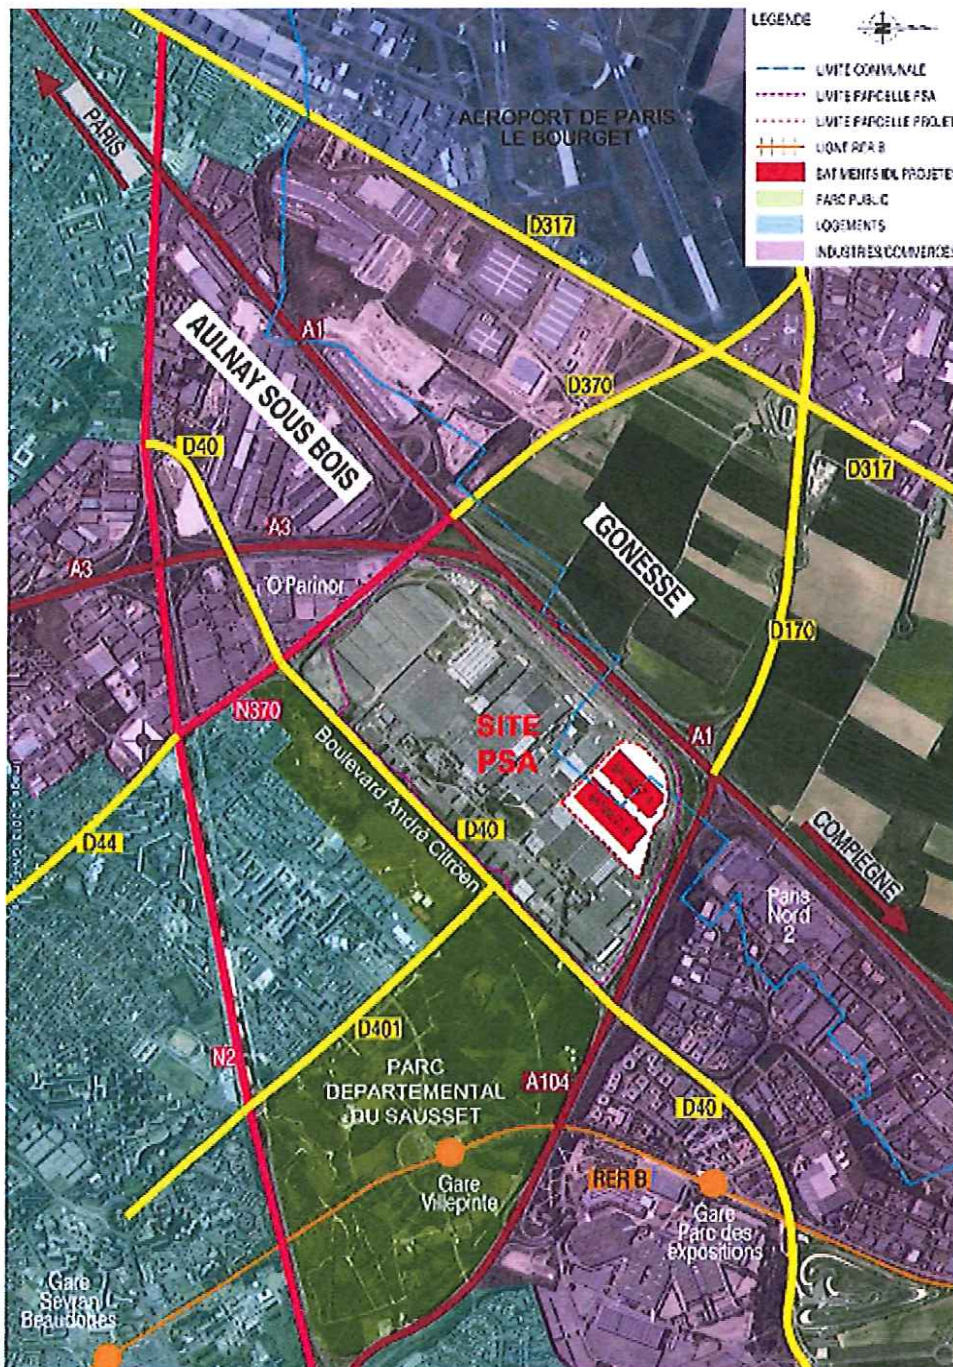 LEGENDE
LIMITE COMMUNALE
LIMITE PARCELLE PSA
LIMITE PARCELLE PROJET
LIGNE RER B
BATIMENTS IDL PROJETES
PARC PUBLIC
LOGEMENTS
INDUSTRIES/COMMERCES
AEROPORT DE PARIS
LE BOURGET
PARIS
D317
A1
AULNAY SOUS BOIS
D370
D40
D317
A3
A3
GONESSE
O'Parinor
D170
N370
SITE
PSA
A1
Boulevard André Citröen
D40
D44
COMPIEGNE
Paris
Nord
2
D401
N2
PARC
DEPARTEMENTAL
DU SAUSSET
A104
D40
Gare
Villepinte
RER B
Gare
Parc des
expositions
Gare
Sevran
Beaudottes